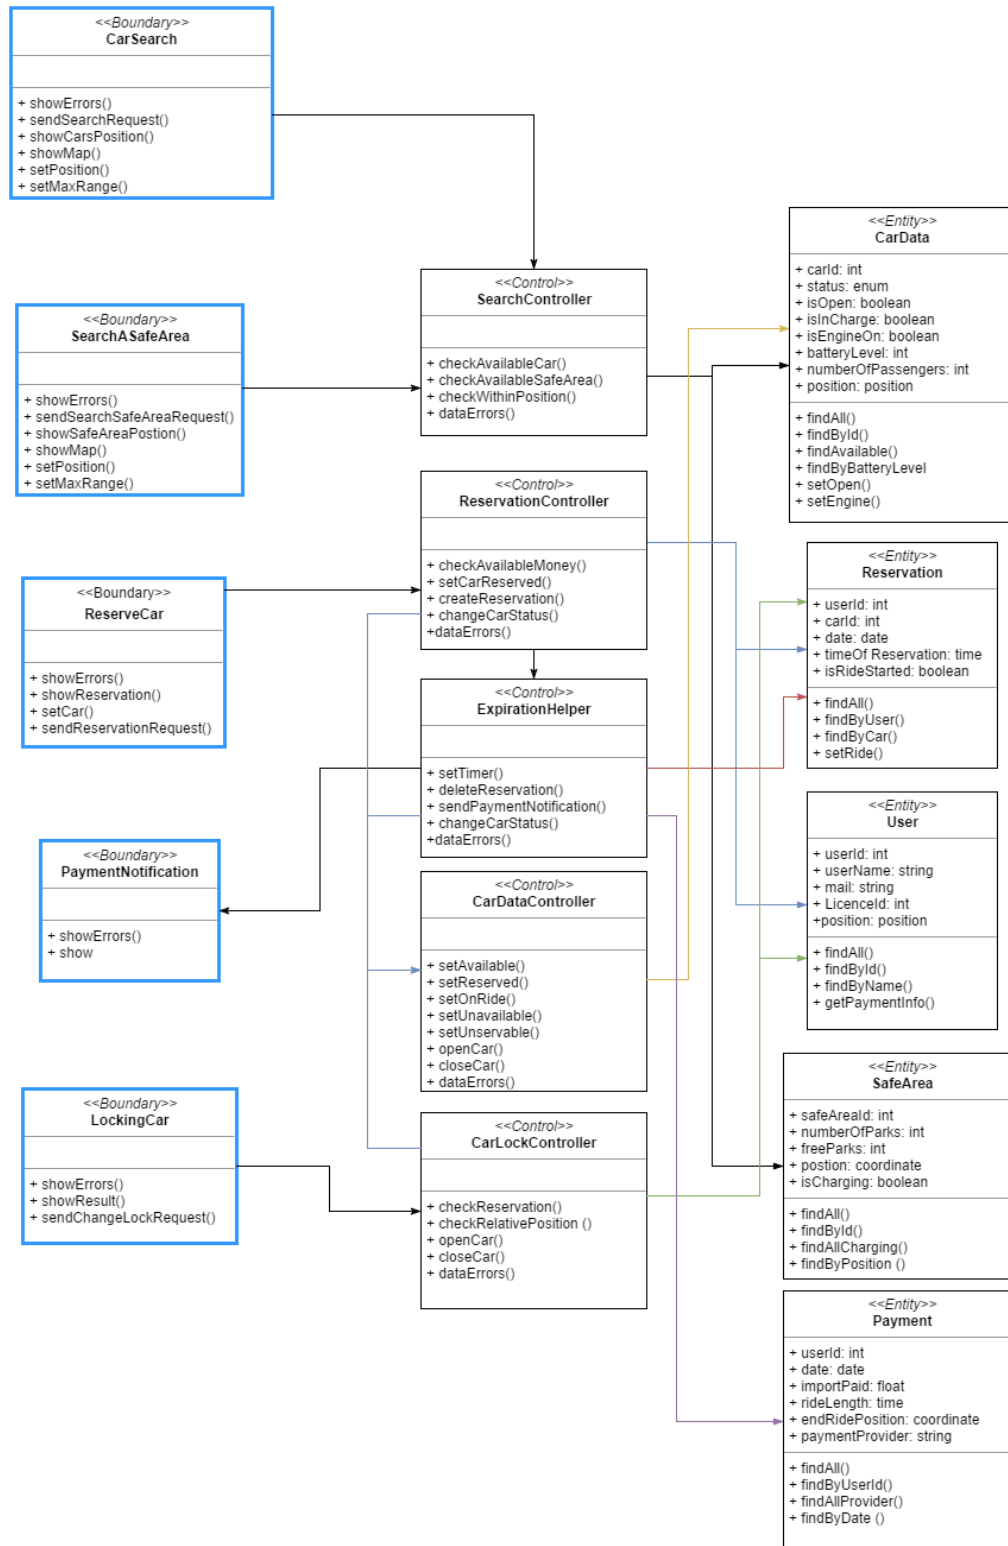 <<Boundary>>
CarSearch
+ showErrors()
+ sendSearchRequest()
+ showCarsPosition()
+ showMap()
+ setPosition()
+ setMaxRange()
<<Boundary>>
SearchASafeArea
+ showErrors()
+ sendSearchSafeAreaRequest()
+ showSafeAreaPostion()
+ showMap()
+ setPosition()
+ setMaxRange()
<<Boundary>>
ReserveCar
+ showErrors()
+ showReservation()
+ setCar()
+ sendReservationRequest()
<<Boundary>>
PaymentNotification
+ showErrors()
+ show
<<Boundary>>
LockingCar
+ showErrors()
+ showResult()
+ sendChangeLockRequest()
<<Control>>
SearchController
+ checkAvailableCar()
+ checkAvailableSafeArea()
+ checkWithinPosition()
+ dataErrors()
<<Control>>
ReservationController
+ checkAvailableMoney()
+ setCarReserved()
+ createReservation()
+ changeCarStatus()
+dataErrors()
<<Control>>
ExpirationHelper
+ setTimer()
+ deleteReservation()
+ sendPaymentNotification()
+ changeCarStatus()
+dataErrors()
<<Control>>
CarDataController
+ setAvailable()
+ setReserved()
+ setOnRide()
+ setUnavailable()
+ setUnservable()
+ openCar()
+ closeCar()
+ dataErrors()
<<Control>>
CarLockController
+ checkReservation()
+ checkRelativePosition ()
+ openCar()
+ closeCar()
+ dataErrors()
<<Entity>>
CarData
+ carId: int
+ status: enum
+ isOpen: boolean
+ isInCharge: boolean
+ isEngineOn: boolean
+ batteryLevel: int
+ numberOfPassengers: int
+ position: position
+ findAll()
+ findById()
+ findAvailable()
+ findByBatteryLevel
+ setOpen()
+ setEngine()
<<Entity>>
Reservation
+ userId: int
+ carId: int
+ date: date
+ timeOf Reservation: time
+ isRideStarted: boolean
+ findAll()
+ findByUser()
+ findByCar()
+ setRide()
<<Entity>>
User
+ userId: int
+ userName: string
+ mail: string
+ LicenceId: int
+position: position
+ findAll()
+ findById()
+ findByName()
+ getPaymentInfo()
<<Entity>>
SafeArea
+ safeAreaId: int
+ numberOfParks: int
+ freeParks: int
+ postion: coordinate
+ isCharging: boolean
+ findAll()
+ findById()
+ findAllCharging()
+ findByPosition ()
<<Entity>>
Payment
+ userId: int
+ date: date
+ importPaid: float
+ rideLength: time
+ endRidePosition: coordinate
+ paymentProvider: string
+ findAll()
+ findByUserId()
+ findAllProvider()
+ findByDate ()